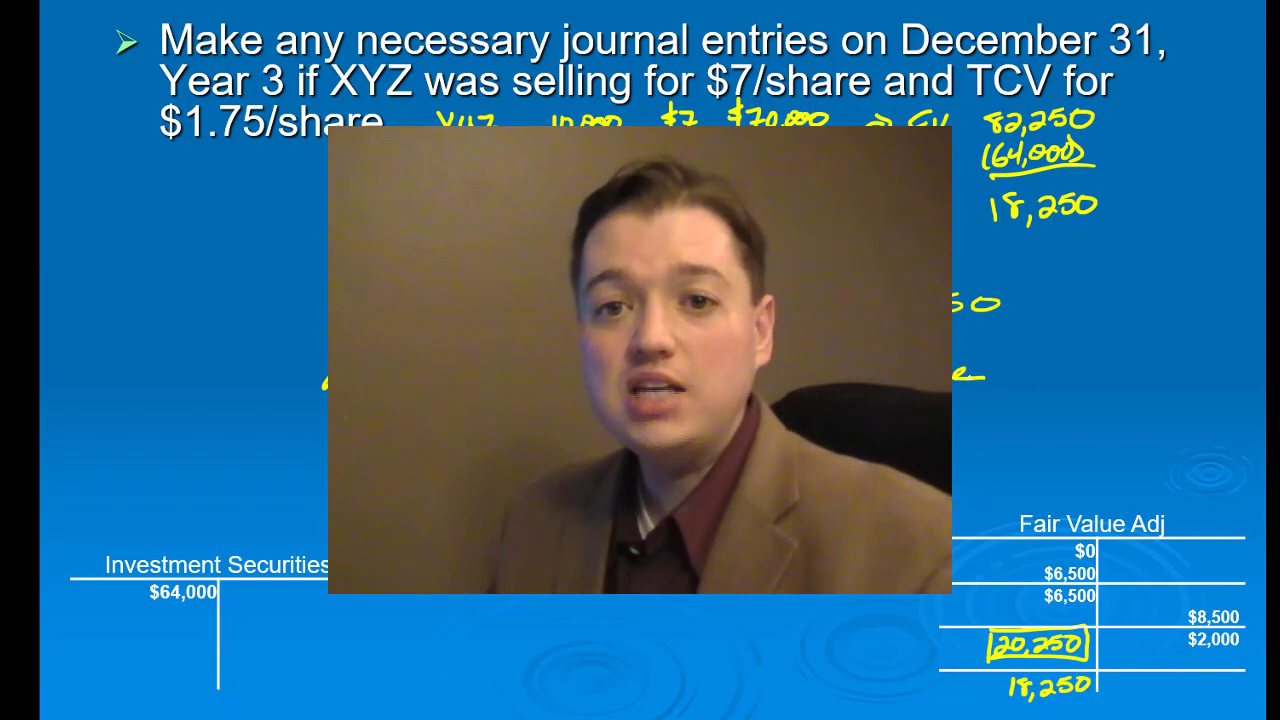 Make any necessary journal entries on December 31,
Year 3 if XYZ was selling for $7/share and TCV for
$1.75/share
82,250
(64,000)
18,250
Fair Value Adj
$0
Investment Securities
$6,500
$64,000
$6,500
$8,500
20,250
$2,000
18,250